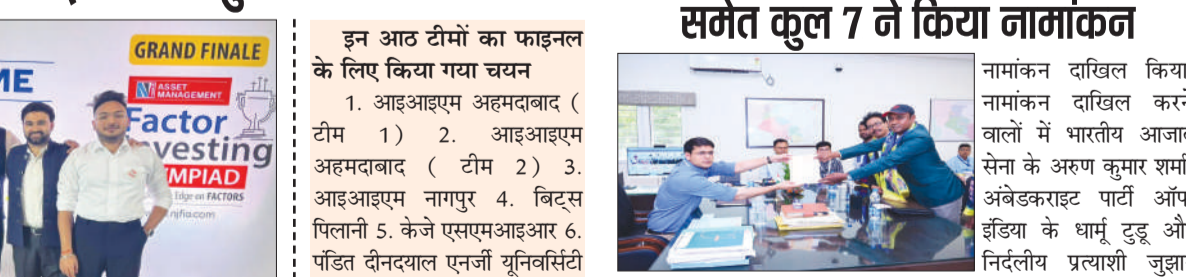 GRAND FINALE
ME
ASSET
MANAGEMENT
Factor
vesting
MPIAD
Edge on FACTORS
njfia.com
इन आठ टीमों का फाइनल
के लिए किया गया चयन
1. आइआइएम अहमदाबाद (
टीम 1) 2. आइआइएम
अहमदाबाद ( टीम 2) 3.
आइआइएम नागपुर 4. बिट्स
पिलानी 5. केजे एसएमआइआर 6.
पंडित दीनदयाल एनर्जी यूनिवर्सिटी
समेत कुल 7 ने किया नामांकन
नामांकन दाखिल किया
नामांकन दाखिल करने
वालों में भारतीय आजाद
सेना के अरुण कुमार शर्मा
अंबेडकराइट पार्टी ऑफ
इंडिया के धार्मू टुडू
निर्दलीय प्रत्याशी जुझा